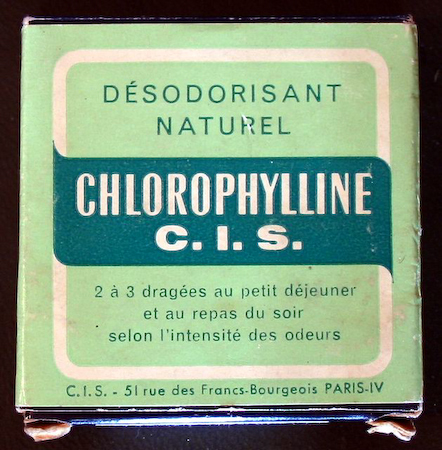 DÉSODORISANT
NATUREL
CHLOROPHYLLINE
C.I.S.
2 à 3 dragées au petit déjeuner
et au repas du soir
selon l'intensité des odeurs
C.I.S. - 51 rue des Francs-Bourgeois PARIS-IV